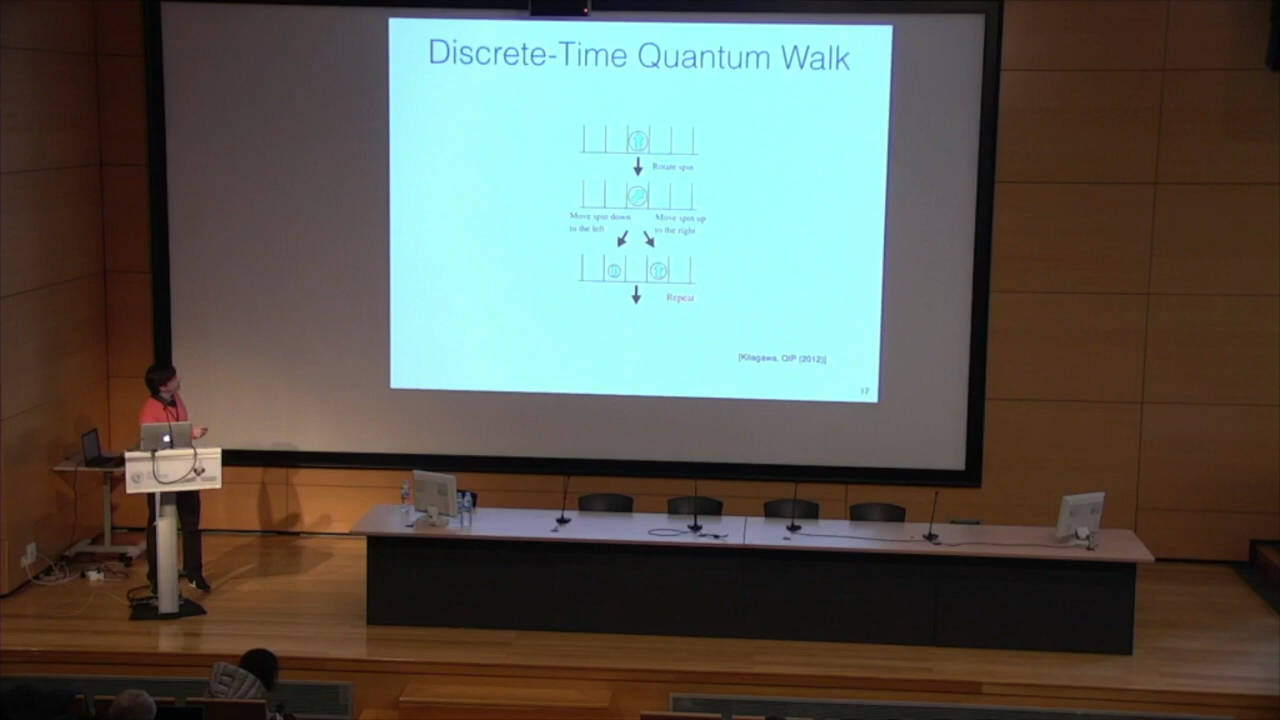 Discrete-Time Quantum Walk
Rotate spin
Move spin down
to the left
Move spin up
to the right
Repeat
[Kitagawa, QIP (2012)]
17